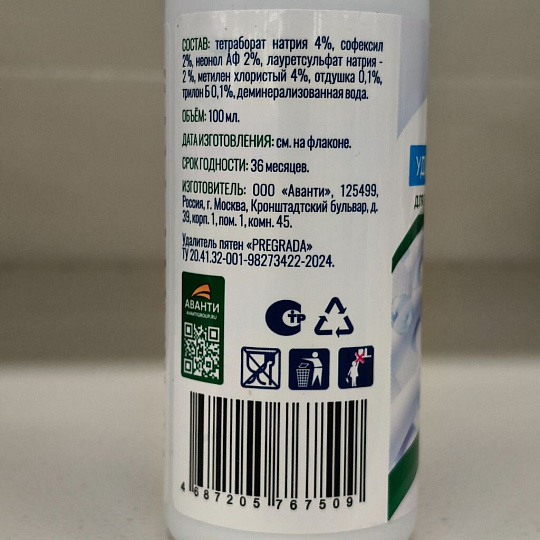 СОСТАВ: тетраборат натрия 4%, софексил
2%, неонол АФ 2%, лауретсульфат натрия -
2 %, метилен хлористый 4%, отдушка 0,1%,
трилон Б 0,1%, деминерализованная вода.
ОБЪЁМ: 100 мл.
ДАТА ИЗГОТОВЛЕНИЯ: см. на флаконе.
СРОК ГОДНОСТИ: 36 месяцев.
ИЗГОТОВИТЕЛЬ: ООО «Аванти», 125499,
Россия, г. Москва, Кронштадтский бульвар, д.
39, корп. 1, пом. 1, комн. 45.
Удалитель пятен «PREGRADA»
ТУ 20.41.32-001-98273422-2024.
АВАНТИ
AVANTIGROUP.RU
СТР
4 687205 767509